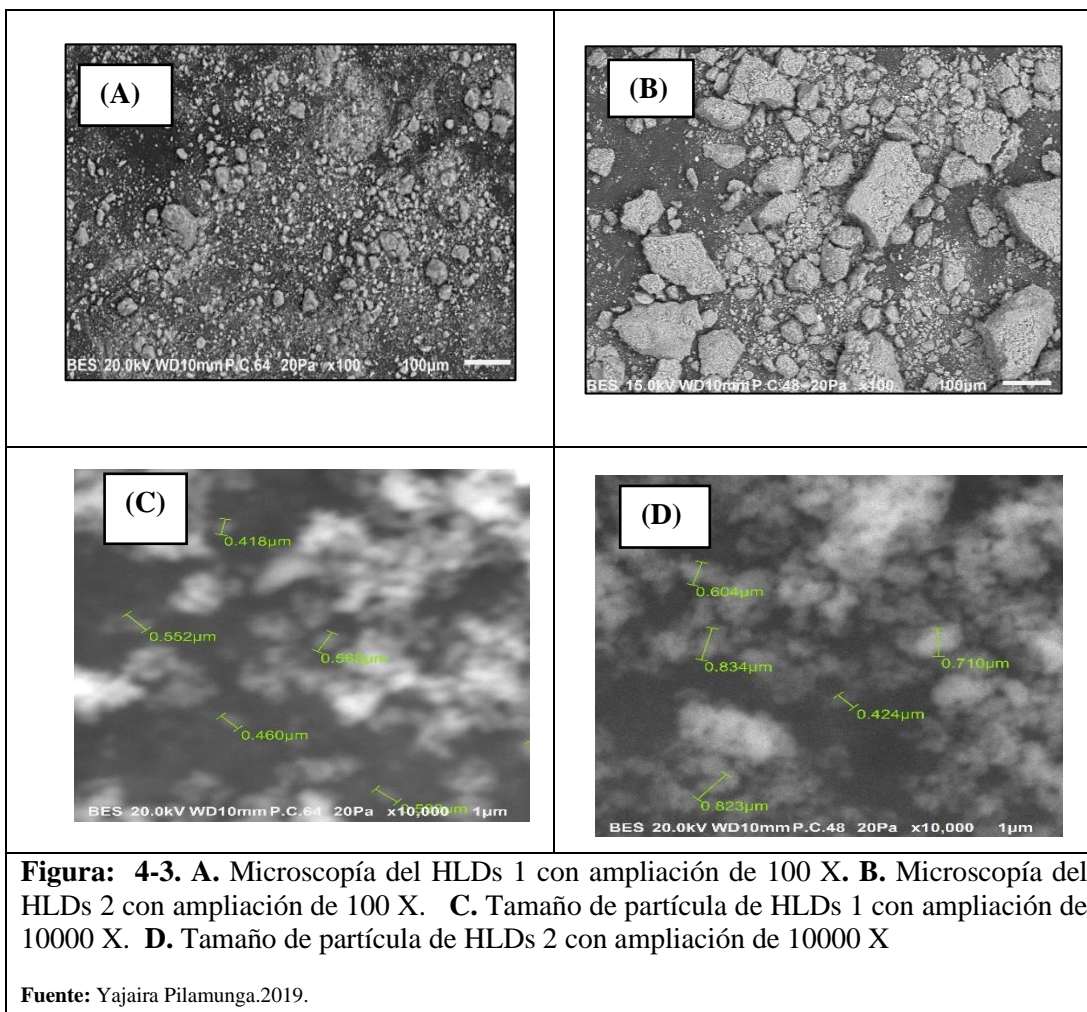 (A)
BES 20.0kV WD10mm P.C.64 20Pa x100 100µm
(B)
BES 15.0kV WD10mm P.C.48 20Pa x100 100µm
(C)
0.418µm
0.552µm
0.568µm
0.460µm
BES 20.0kV WD10mm P.C.64 20Pa x10,000 1µm
(D)
0.604µm
0.834µm
0.710µm
0.424µm
0.823µm
BES 20.0kV WD10mm P.C.48 20Pa x10,000 1µm
Figura: 4-3. A. Microscopía del HLDs 1 con ampliación de 100 X. B. Microscopía del
HLDs 2 con ampliación de 100 X. C. Tamaño de partícula de HLDs 1 con ampliación de
10000 X. D. Tamaño de partícula de HLDs 2 con ampliación de 10000 X
Fuente: Yajaira Pilamunga.2019.